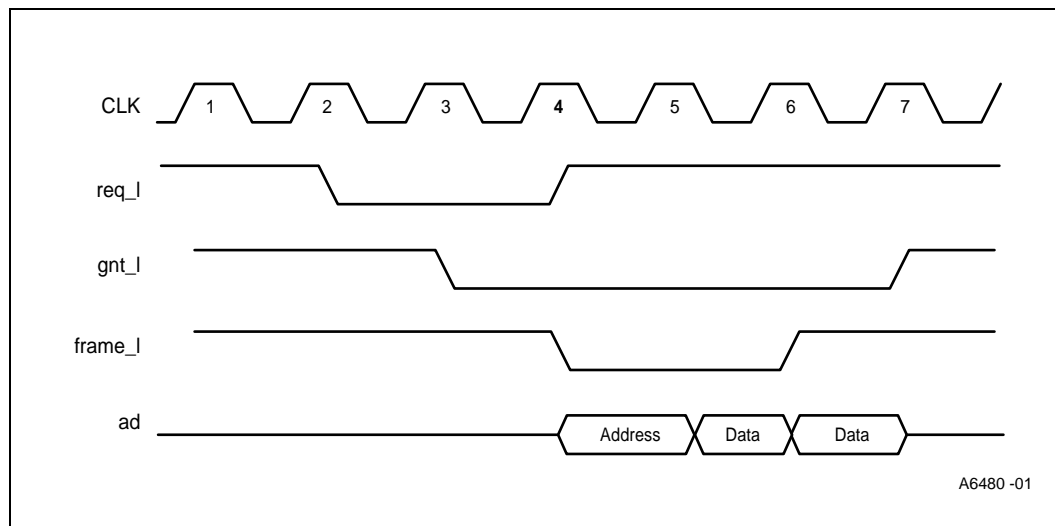 CLK 1 2 3 4 5 6 7
req_l
gnt_l
frame_l
ad Address Data Data
A6480 -01